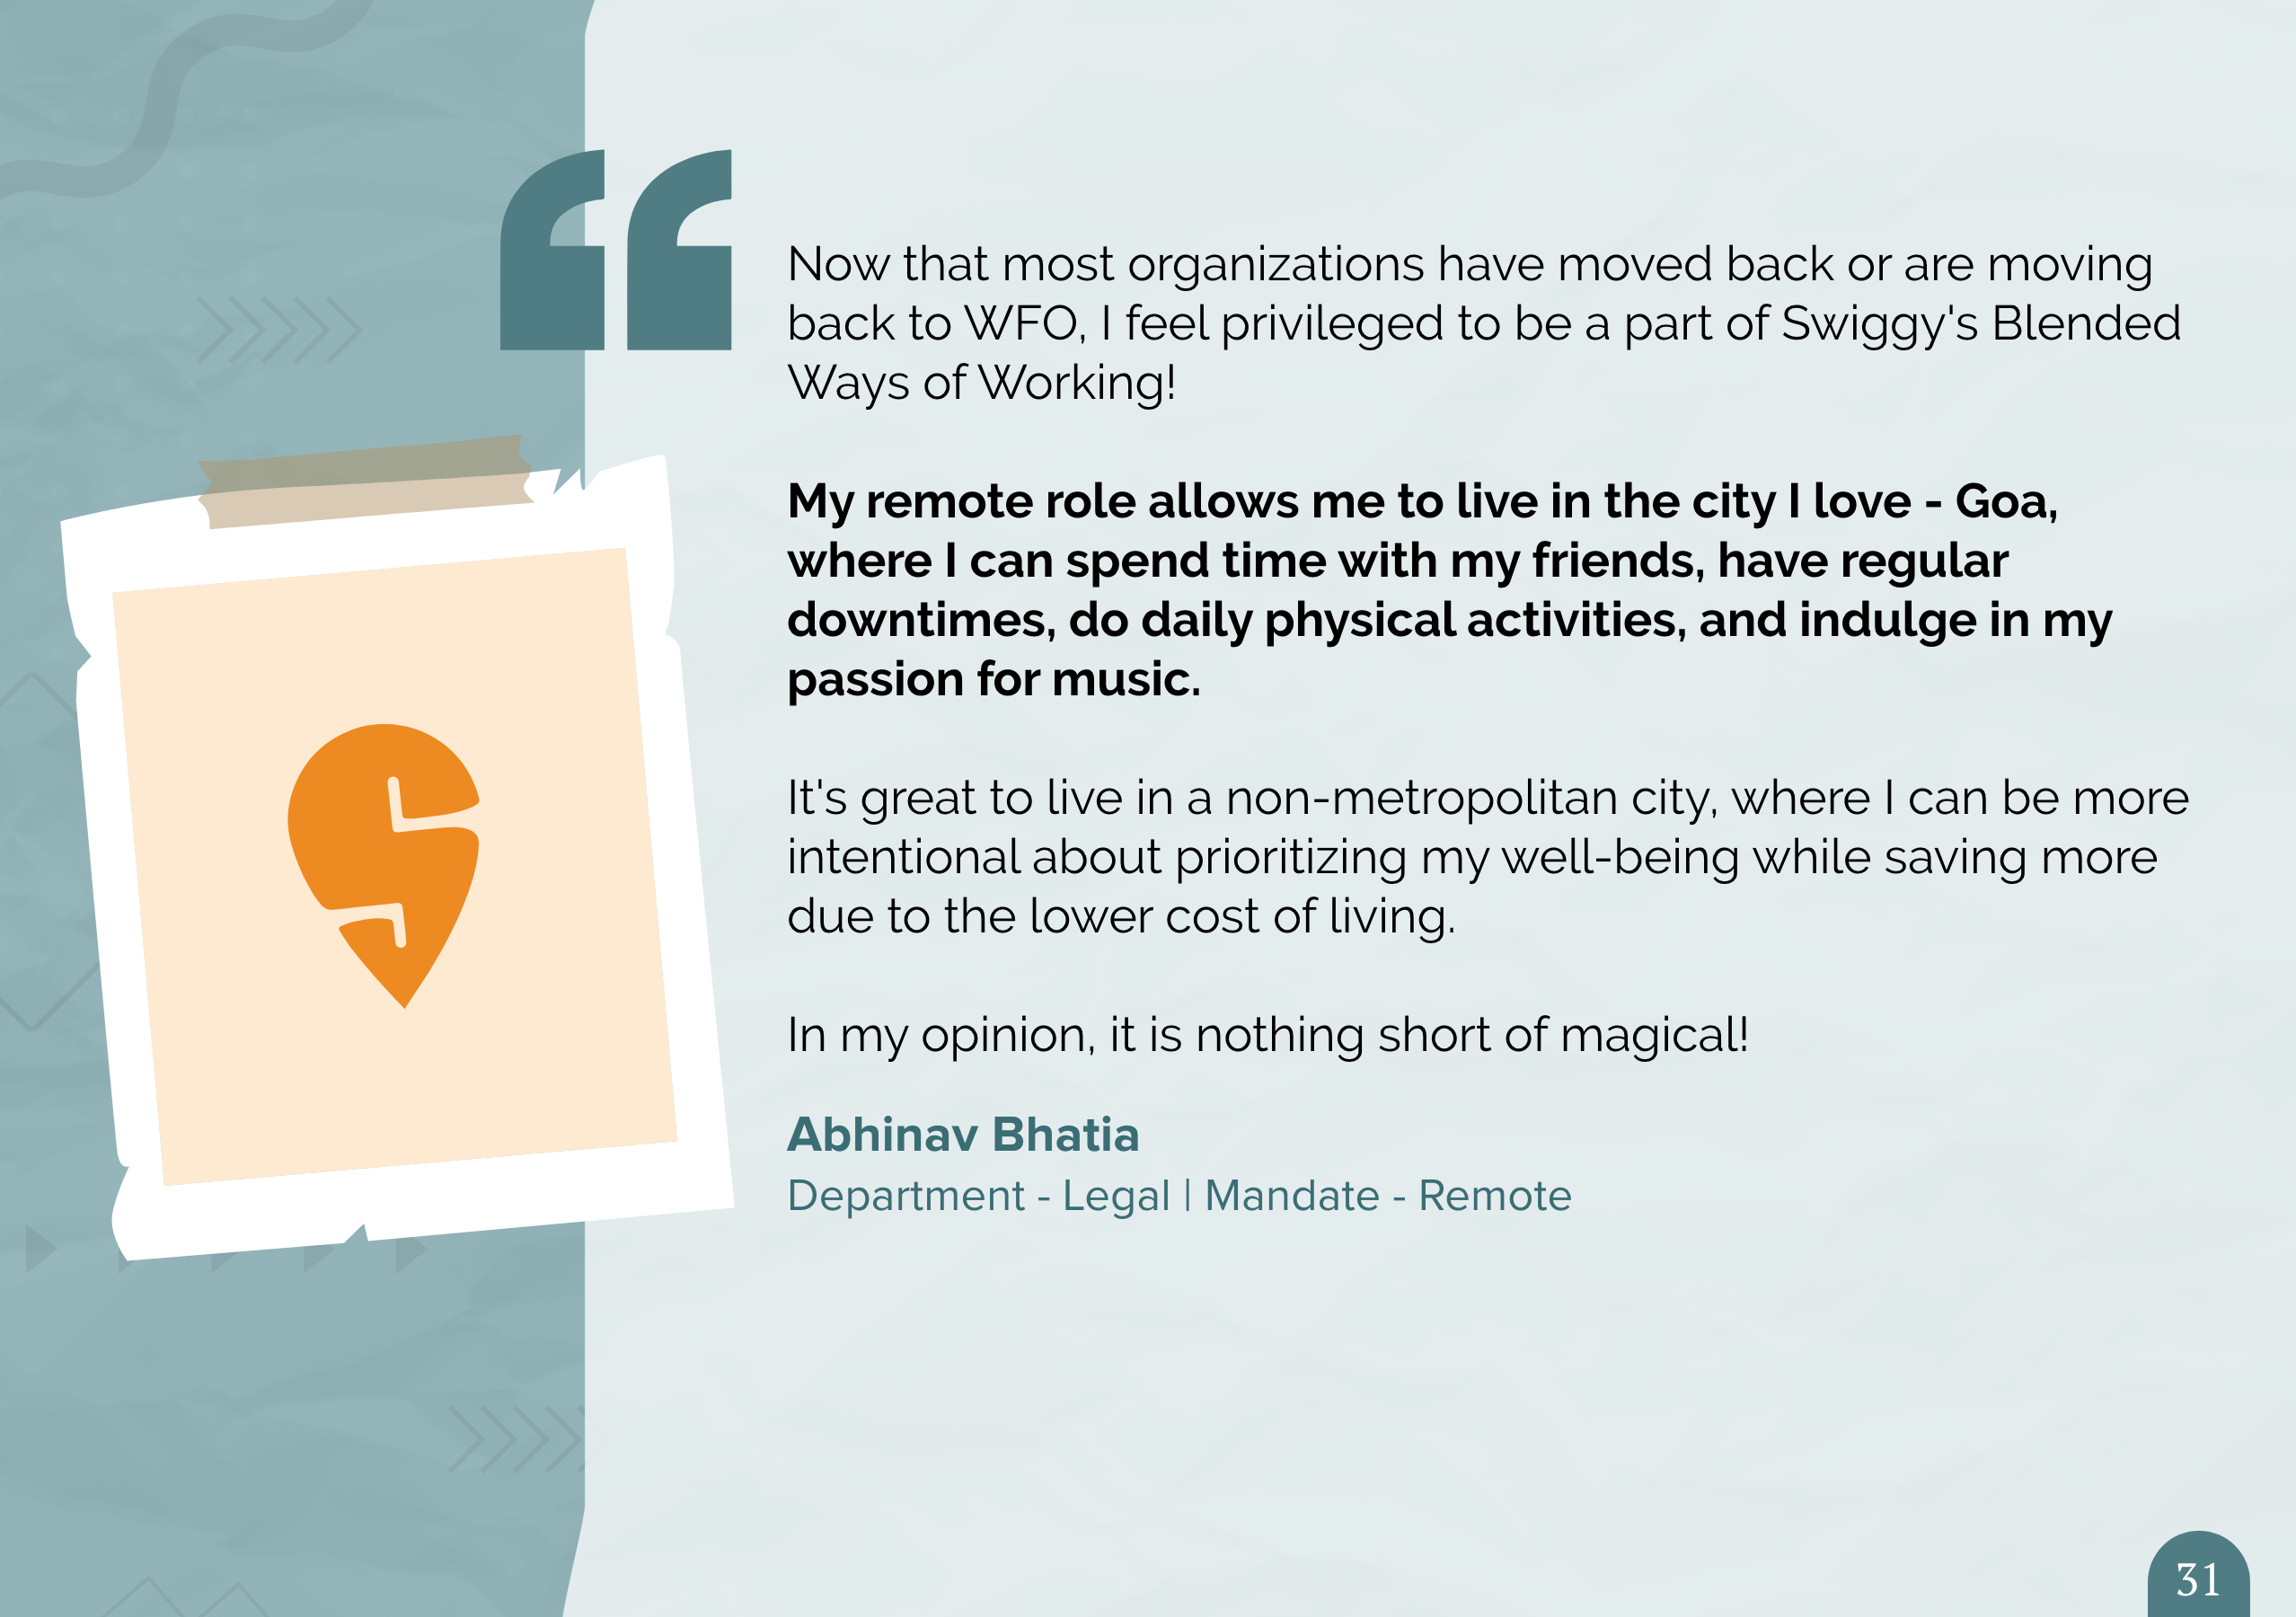 Now that most organizations have moved back or are moving
back to WFO, I feel privileged to be a part of Swiggy's Blended
Ways of Working!
My remote role allows me to live in the city I love - Goa,
where I can spend time with my friends, have regular
downtimes, do daily physical activities, and indulge in my
passion for music.
It's great to live in a non-metropolitan city, where I can be more
intentional about prioritizing my well-being while saving more
due to the lower cost of living.
In my opinion, it is nothing short of magical!
Abhinav Bhatia
Department - Legal | Mandate - Remote
31